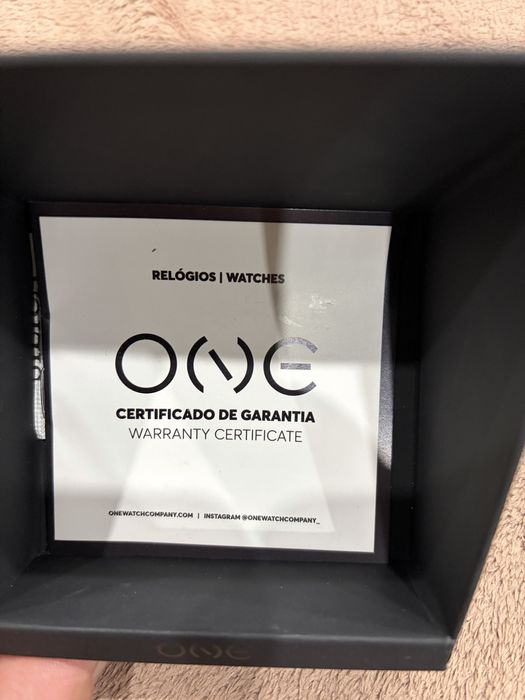 RELÓGIOS | WATCHES
ONE
CERTIFICADO DE GARANTIA
WARRANTY CERTIFICATE
ONEWATCHCOMPANY.COM | INSTAGRAM @ONEWATCHCOMPANY_
ONE